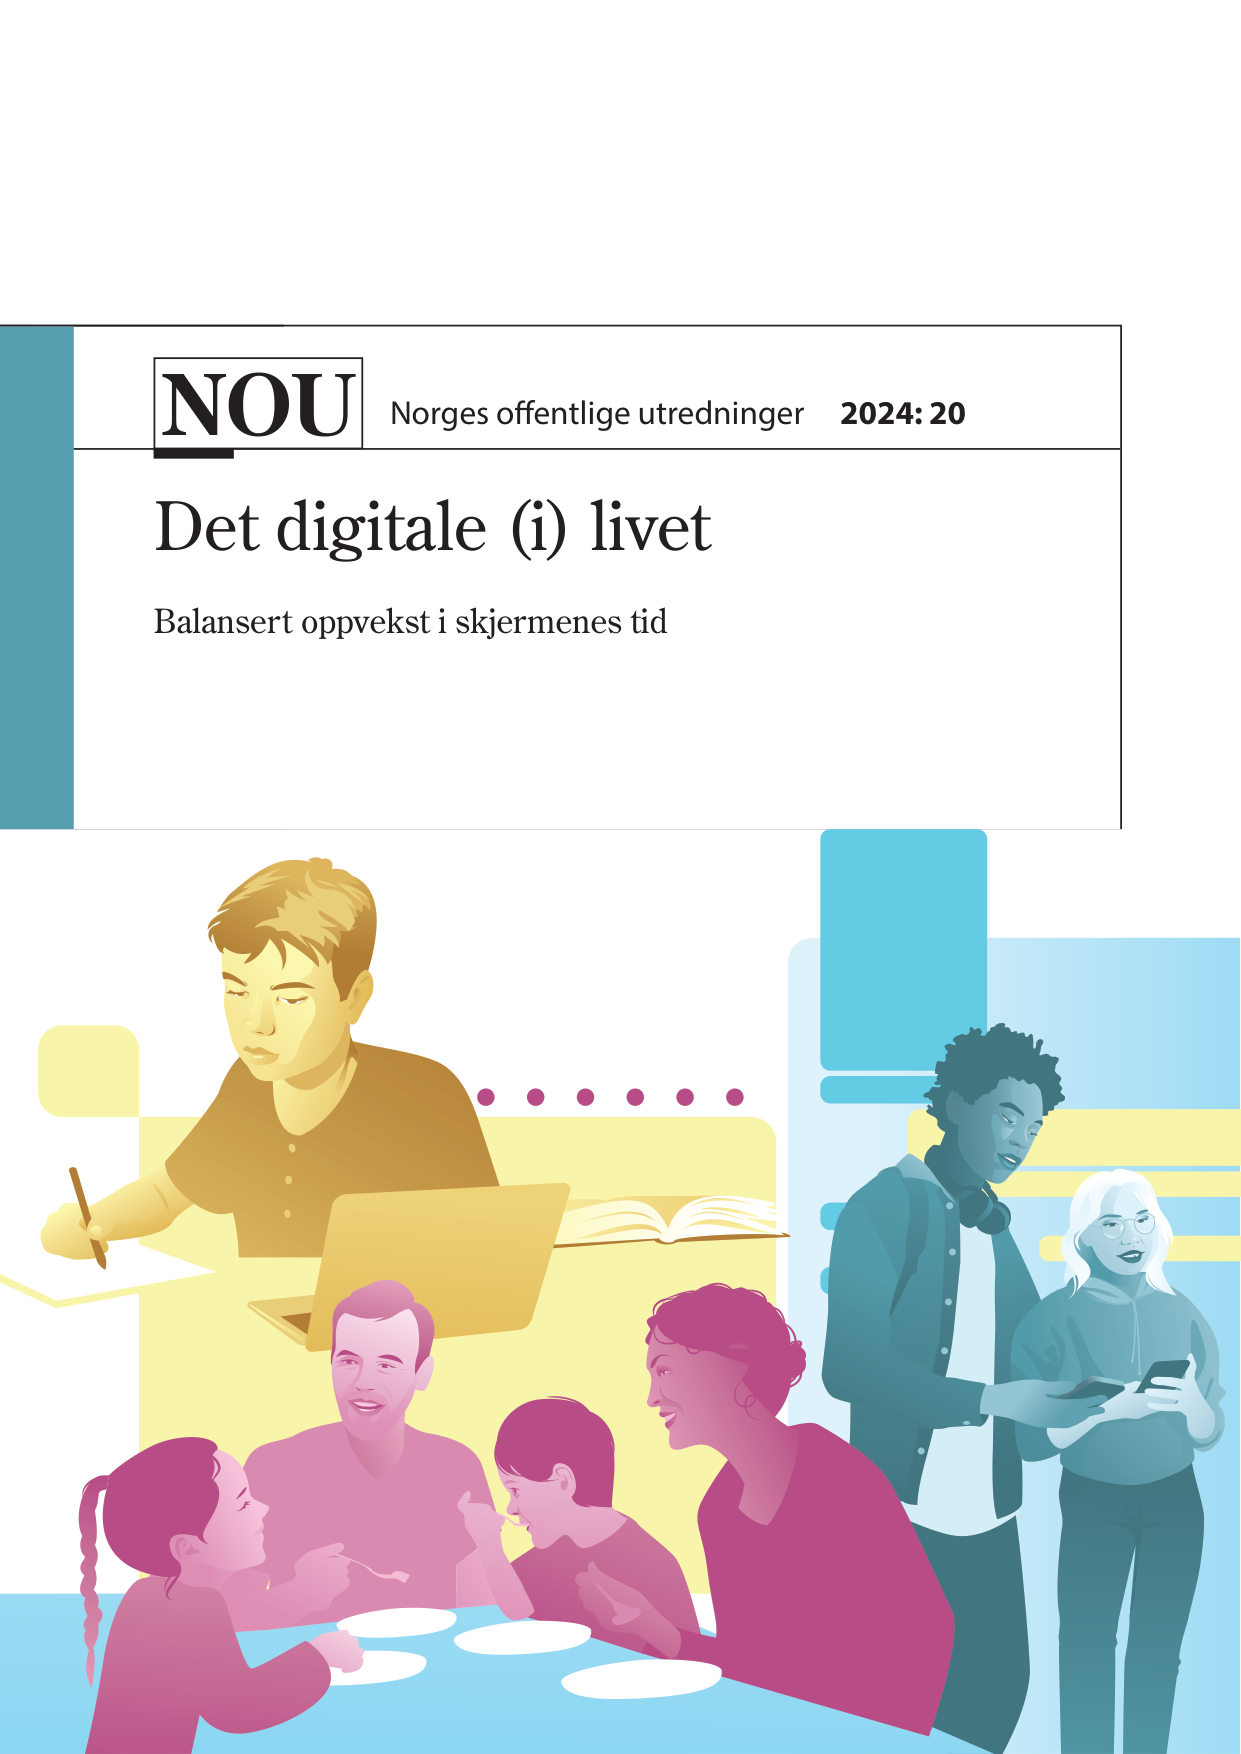 NOU Norges offentlige utredninger 2024: 20
Det digitale (i) livet
Balansert oppvekst i skjermenes tid